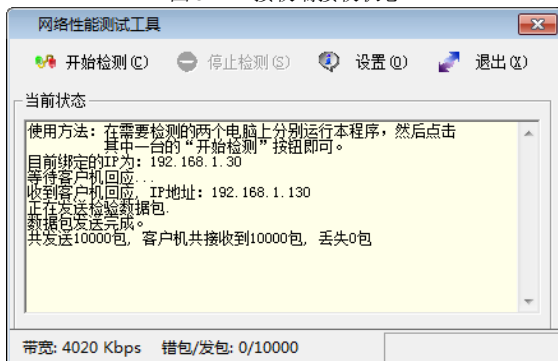 网络性能测试工具
开始检测(C) 停止检测(S) 设置(O) 退出(X)
当前状态
使用方法：在需要检测的两个电脑上分别运行本程序，然后点击
其中一台的“开始检测”按钮即可。
目前绑定的IP为：192.168.1.30
等待客户机回应...
收到客户机回应，IP地址：192.168.1.130
正在发送检验数据包.
数据包发送完成。
共发送10000包，客户机共接收到10000包，丢失0包
带宽: 4020 Kbps 错包/发包: 0/10000